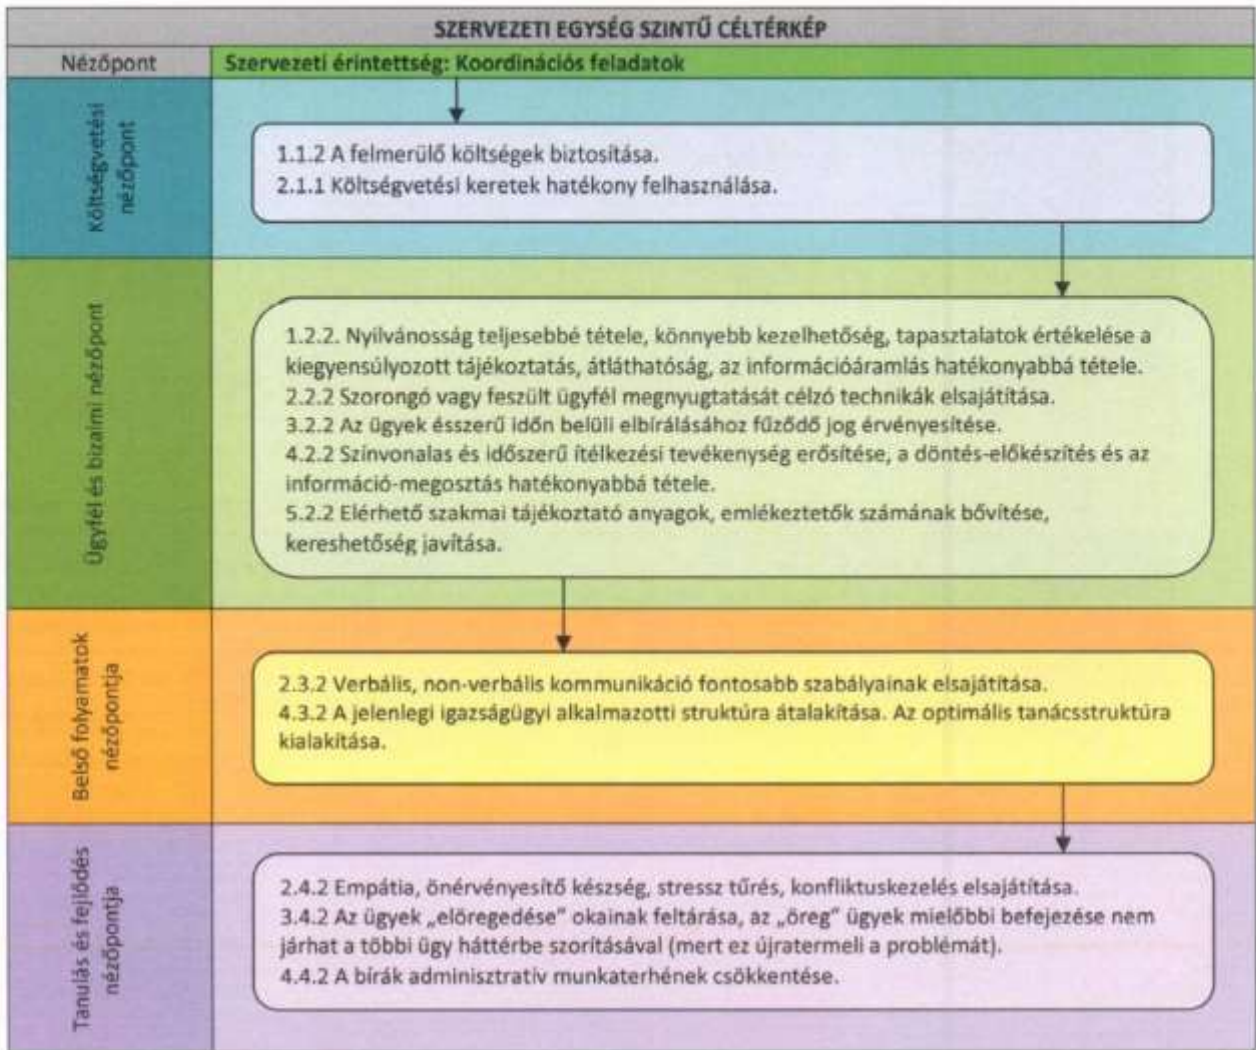 SZERVEZETI EGYSÉG SZINTŰ CÉLTÉRKÉP
Nézőpont
Szervezeti érintettség: Koordinációs feladatok
Költségvetési
nézőpont
1.1.2 A felmerülő költségek biztosítása.
2.1.1 Költségvetési keretek hatékony felhasználása.
Ügyfél és bizalmi nézőpont
1.2.2. Nyilvánosság teljesebbé tétele, könnyebb kezelhetőség, tapasztalatok értékelése a
kiegyensúlyozott tájékoztatás, átláthatóság, az információáramlás hatékonyabbá tétele.
2.2.2 Szorongó vagy feszült ügyfél megnyugtatását célzó technikák elsajátítása.
3.2.2 Az ügyek ésszerű időn belüli elbírálásához fűződő jog érvényesítése.
4.2.2 Színvonalas és időszerű ítélkezési tevékenység erősítése, a döntés-előkészítés és az
információ-megosztás hatékonyabbá tétele.
5.2.2 Elérhető szakmai tájékoztató anyagok, emlékeztetők számának bővítése,
kereshetőség javítása.
Belső folyamatok
nézőpontja
2.3.2 Verbális, non-verbális kommunikáció fontosabb szabályainak elsajátítása.
4.3.2 A jelenlegi igazságügyi alkalmazotti struktúra átalakítása. Az optimális tanácsstruktúra
kialakítása.
Tanulás és fejlődés
nézőpontja
2.4.2 Empátia, önérvényesítő készség, stressz tűrés, konfliktuskezelés elsajátítása.
3.4.2 Az ügyek „elöregedése” okainak feltárása, az „öreg” ügyek mielőbbi befejezése nem
járhat a többi ügy háttérbe szorításával (mert ez újratermeli a problémát).
4.4.2 A bírák adminisztratív munkaterhének csökkentése.